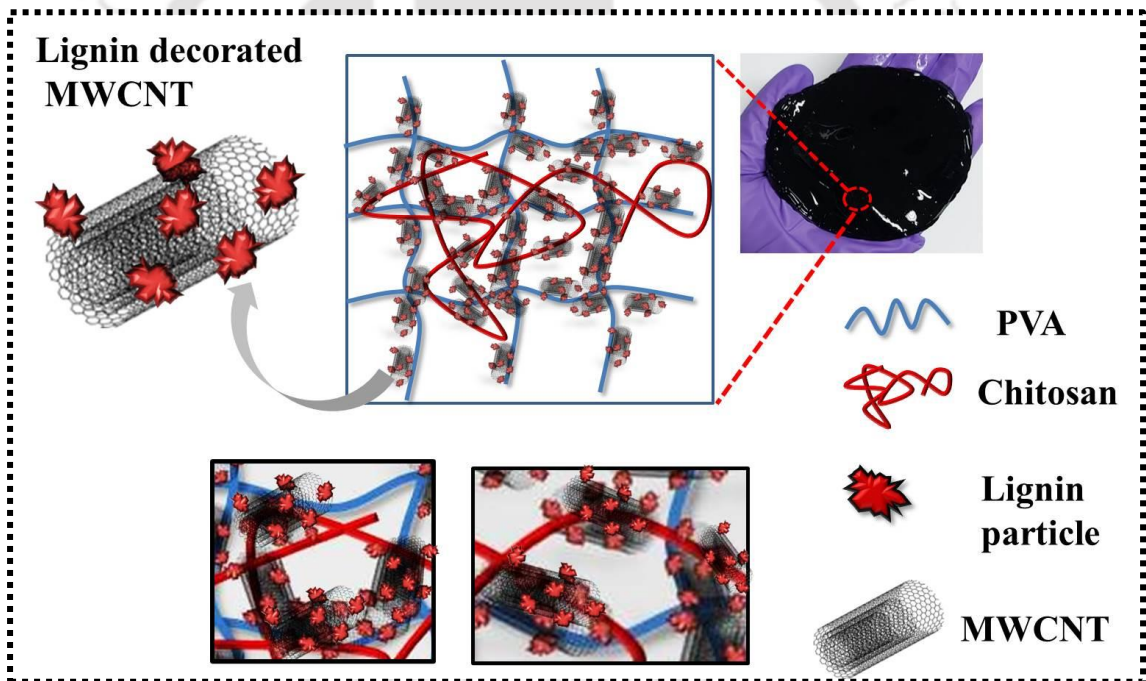 Lignin decorated
MWCNT
PVA
Chitosan
Lignin
particle
MWCNT